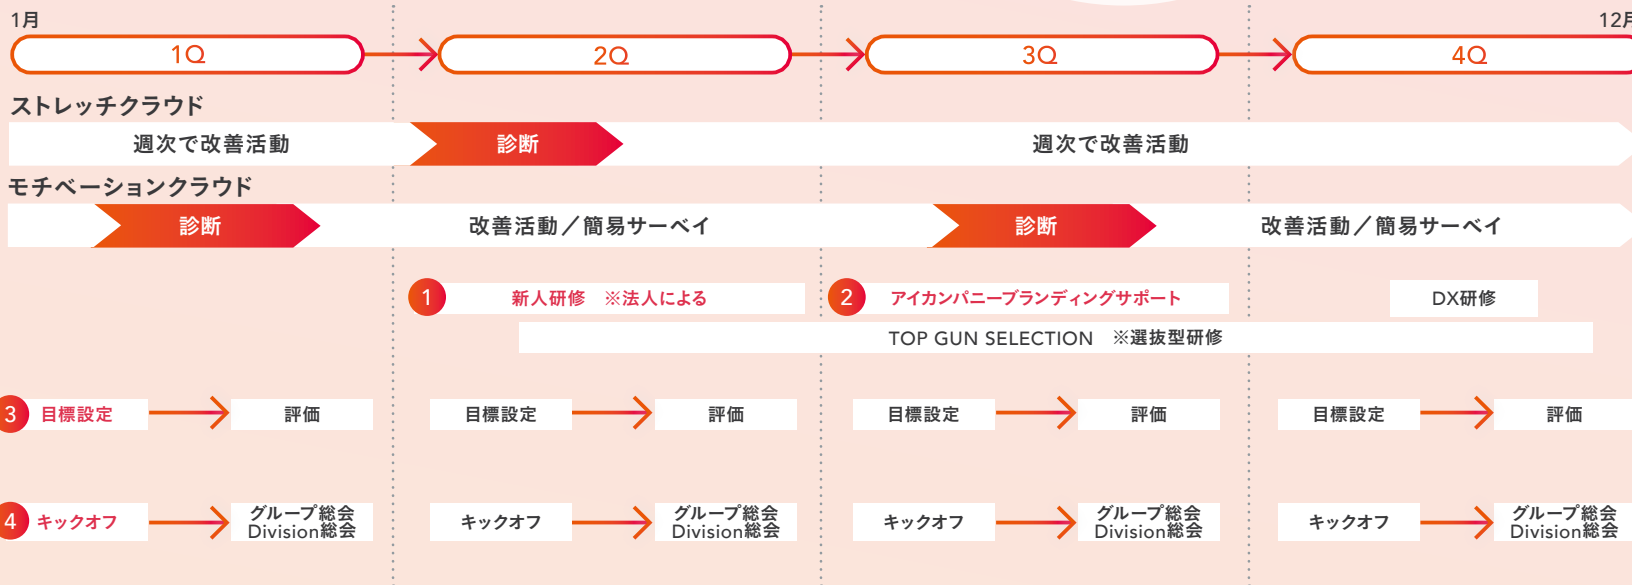 1月
12月
1Q
2Q
3Q
4Q
ストレッチクラウド
週次で改善活動
診断
週次で改善活動
モチベーションクラウド
診断
改善活動／簡易サーベイ
診断
改善活動／簡易サーベイ
1
新人研修 ※法人による
2
アイカンパニーブランディングサポート
DX研修
TOP GUN SELECTION ※選抜型研修
3
目標設定
評価
目標設定
評価
目標設定
評価
目標設定
評価
4
キックオフ
グループ総会
Division総会
キックオフ
グループ総会
Division総会
キックオフ
グループ総会
Division総会
キックオフ
グループ総会
Division総会